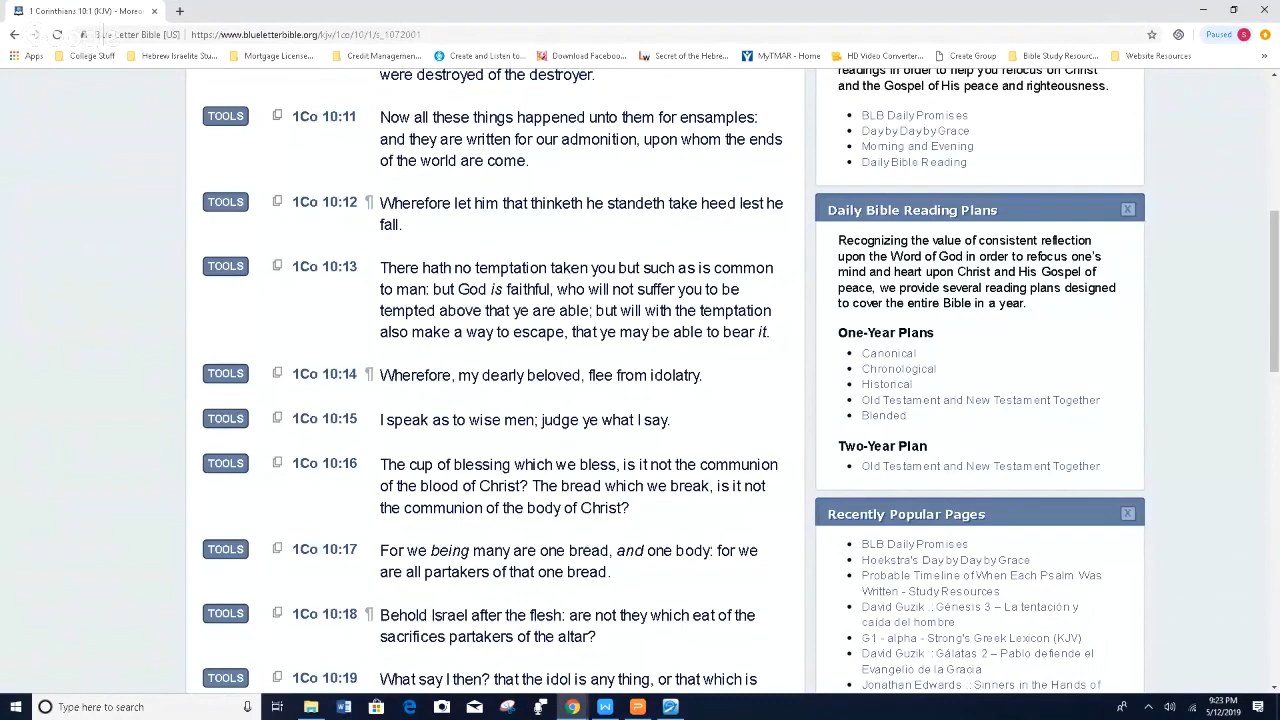 1 Corinthians 10:1 (KJV) - Moreo
Blue Letter Bible [US] | https://www.blueletterbible.org/kjv/1co/10/1/s_1072001
Paused
Apps College Stuff Hebrew Israelite Stu... Mortgage License... Credit Managemen... Create and Listen to... Download Faceboo... Secret of the Hebre... MyTMAR - Home HD Video Converter... Create Group Bible Study Resourc... Website Resources
were destroyed of the destroyer.
TOOLS 1Co 10:11 Now all these things happened unto them for ensamples:
and they are written for our admonition, upon whom the ends
of the world are come.
TOOLS 1Co 10:12 ¶ Wherefore let him that thinketh he standeth take heed lest he
fall.
TOOLS 1Co 10:13 There hath no temptation taken you but such as is common
to man: but God is faithful, who will not suffer you to be
tempted above that ye are able; but will with the temptation
also make a way to escape, that ye may be able to bear it.
TOOLS 1Co 10:14 ¶ Wherefore, my dearly beloved, flee from idolatry.
TOOLS 1Co 10:15 I speak as to wise men; judge ye what I say.
TOOLS 1Co 10:16 The cup of blessing which we bless, is it not the communion
of the blood of Christ? The bread which we break, is it not
the communion of the body of Christ?
TOOLS 1Co 10:17 For we being many are one bread, and one body: for we
are all partakers of that one bread.
TOOLS 1Co 10:18 ¶ Behold Israel after the flesh: are not they which eat of the
sacrifices partakers of the altar?
TOOLS 1Co 10:19 What say I then? that the idol is any thing, or that which is
readings in order to help you refocus on Christ
and the Gospel of His peace and righteousness.
BLB Daily Promises
Day by Day by Grace
Morning and Evening
Daily Bible Reading
Daily Bible Reading Plans X
Recognizing the value of consistent reflection
upon the Word of God in order to refocus one's
mind and heart upon Christ and His Gospel of
peace, we provide several reading plans designed
to cover the entire Bible in a year.
One-Year Plans
Canonical
Chronological
Historical
Old Testament and New Testament Together
Blended
Two-Year Plan
Old Testament and New Testament Together
Recently Popular Pages X
BLB Daily Promises
Hoekstra's Day by Day by Grace
Probable Timeline of When Each Psalm Was
Written - Study Resources
David Guzik :: Génesis 3 – La tentación y
caída del hombre
G1 - alpha - Strong's Greek Lexicon (KJV)
David Guzik :: Gálatas 2 – Pablo defiende el
Evangelio de la Gracia
Jonathan Edwards :: Sinners in the Hands of
Type here to search
9:23 PM
5/12/2019